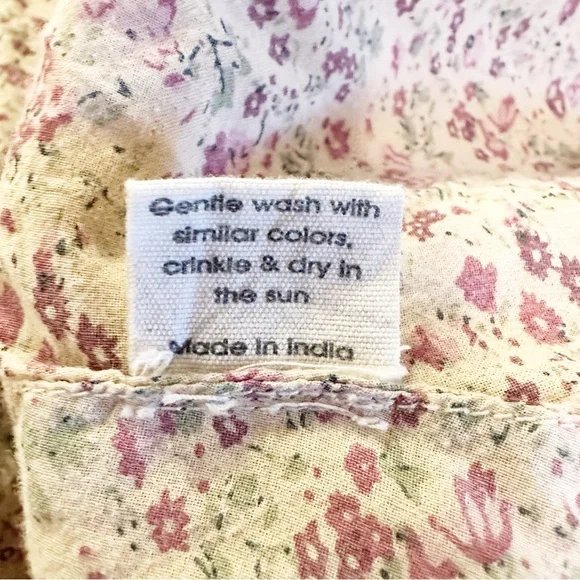 Gentle wash with
similar colors,
crinkle & dry in
the sun
Made in India